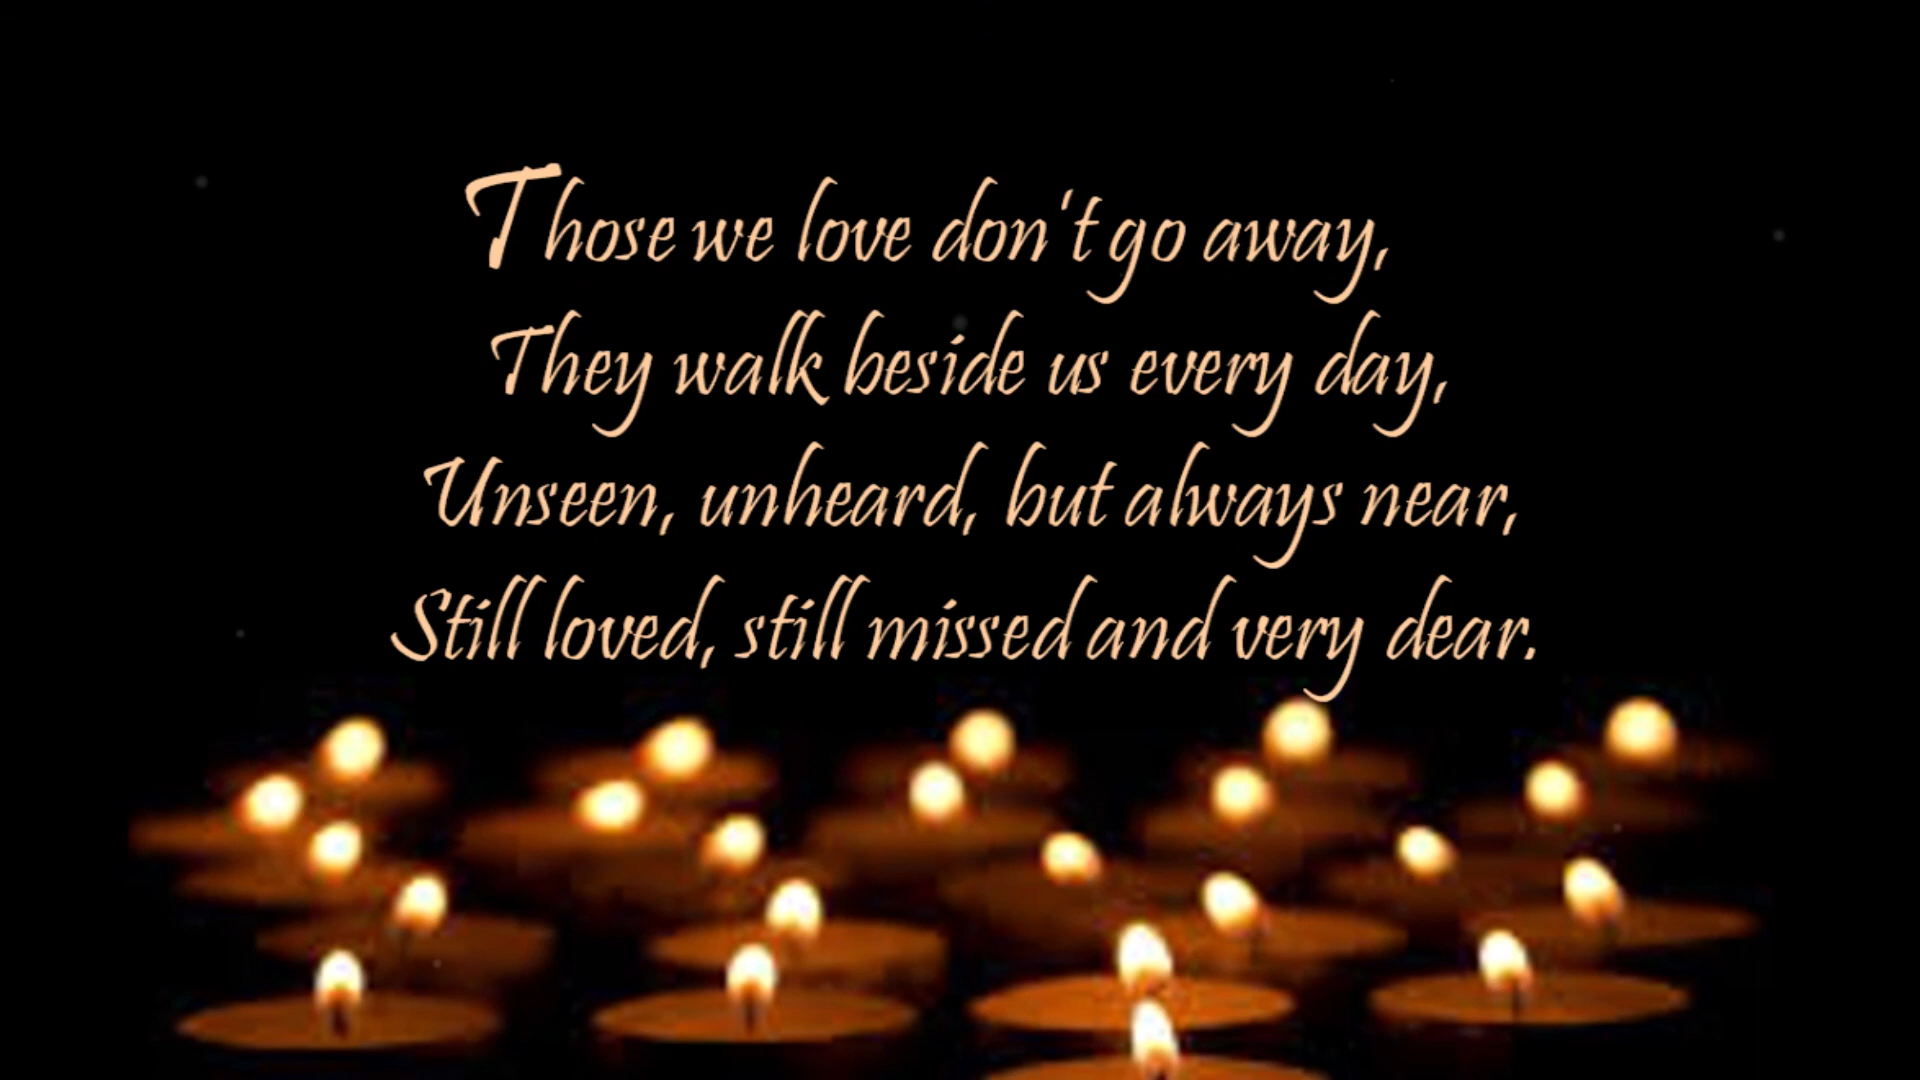 Those we love don't go away,
They walk beside us every day,
Unseen, unheard, but always near,
Still loved, still missed and very dear.